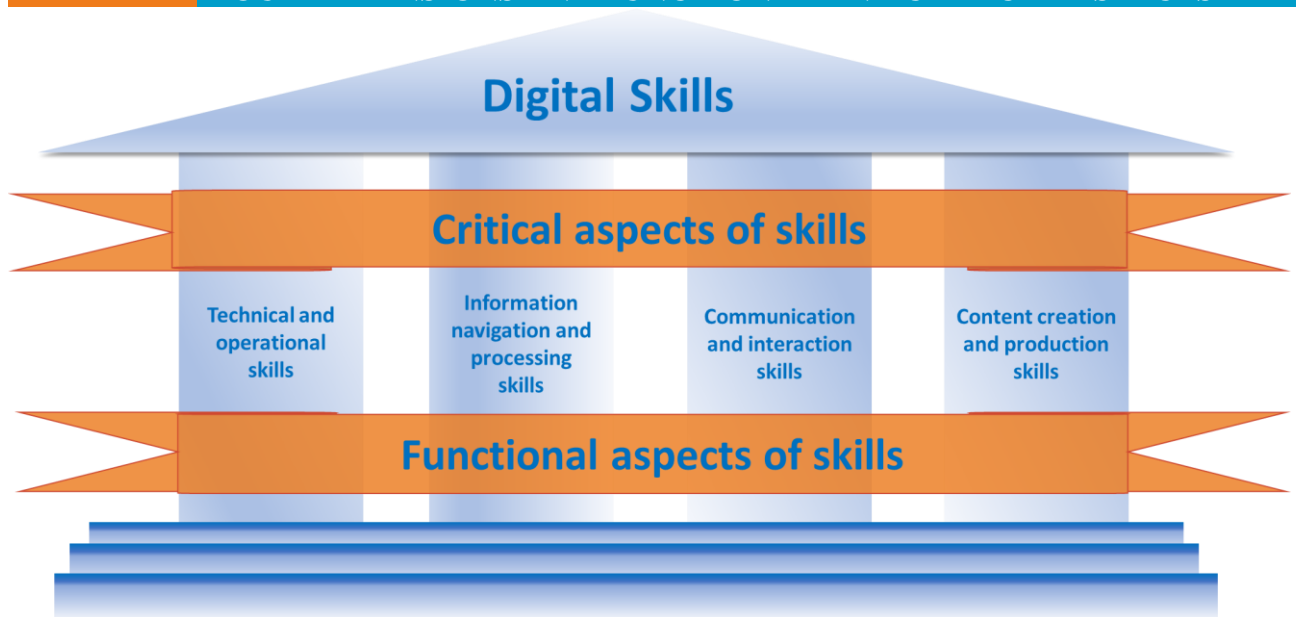 Digital Skills
Critical aspects of skills
Technical and
operational
skills
Information
navigation and
processing
skills
Communication
and interaction
skills
Content creation
and production
skills
Functional aspects of skills